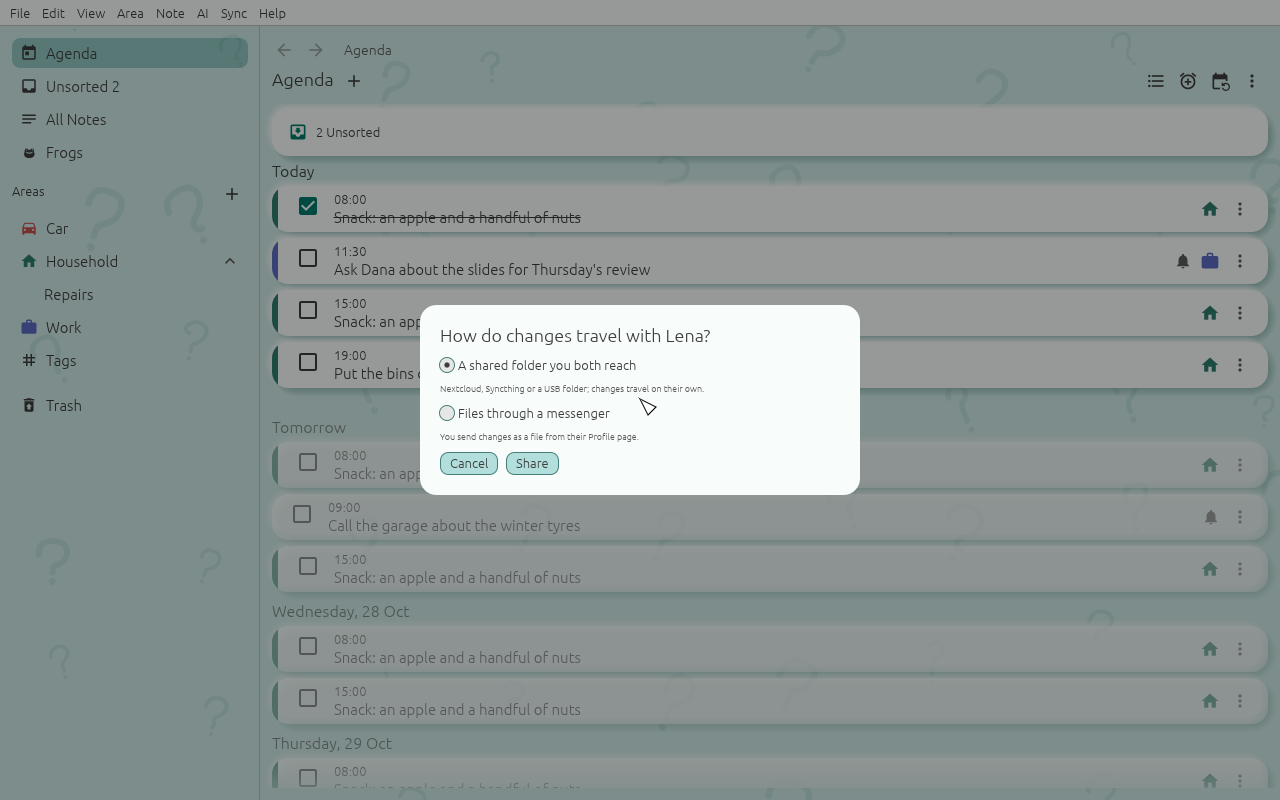 File Edit View Area Note AI Sync Help
Agenda
Unsorted 2
All Notes
Frogs
Areas
Car
Household
Repairs
Work
Tags
Trash
Agenda
Agenda
2 Unsorted
Today
08:00
Snack: an apple and a handful of nuts
11:30
Ask Dana about the slides for Thursday's review
15:00
Snack: an
19:00
Put the bins
How do changes travel with Lena?
A shared folder you both reach
Nextcloud, Syncthing or a USB folder; changes travel on their own.
Files through a messenger
You send changes as a file from their Profile page.
Cancel Share
Tomorrow
08:00
Snack: an
09:00
Call the garage about the winter tyres
15:00
Snack: an apple and a handful of nuts
Wednesday, 28 Oct
08:00
Snack: an apple and a handful of nuts
15:00
Snack: an apple and a handful of nuts
Thursday, 29 Oct
08:00
Snack: an apple and a handful of nuts